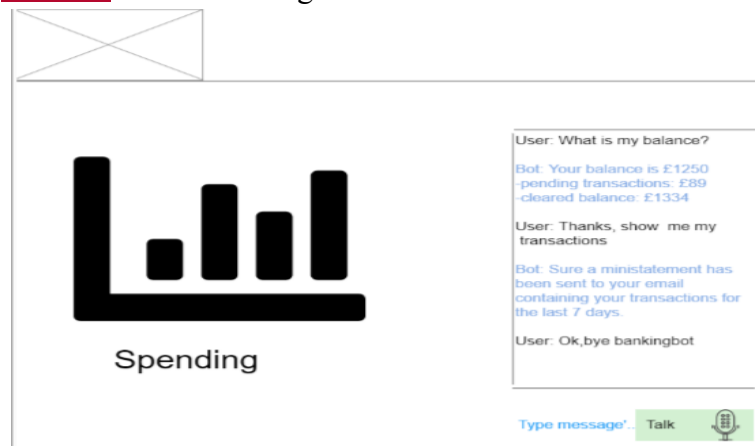 User: What is my balance?
Bot: Your balance is £1250
-pending transactions: £89
-cleared balance: £1334
User: Thanks, show me my
transactions
Bot: Sure a ministatement has
been sent to your email
containing your transactions for
the last 7 days.
User: Ok,bye bankingbot
Spending
Type message'..
Talk